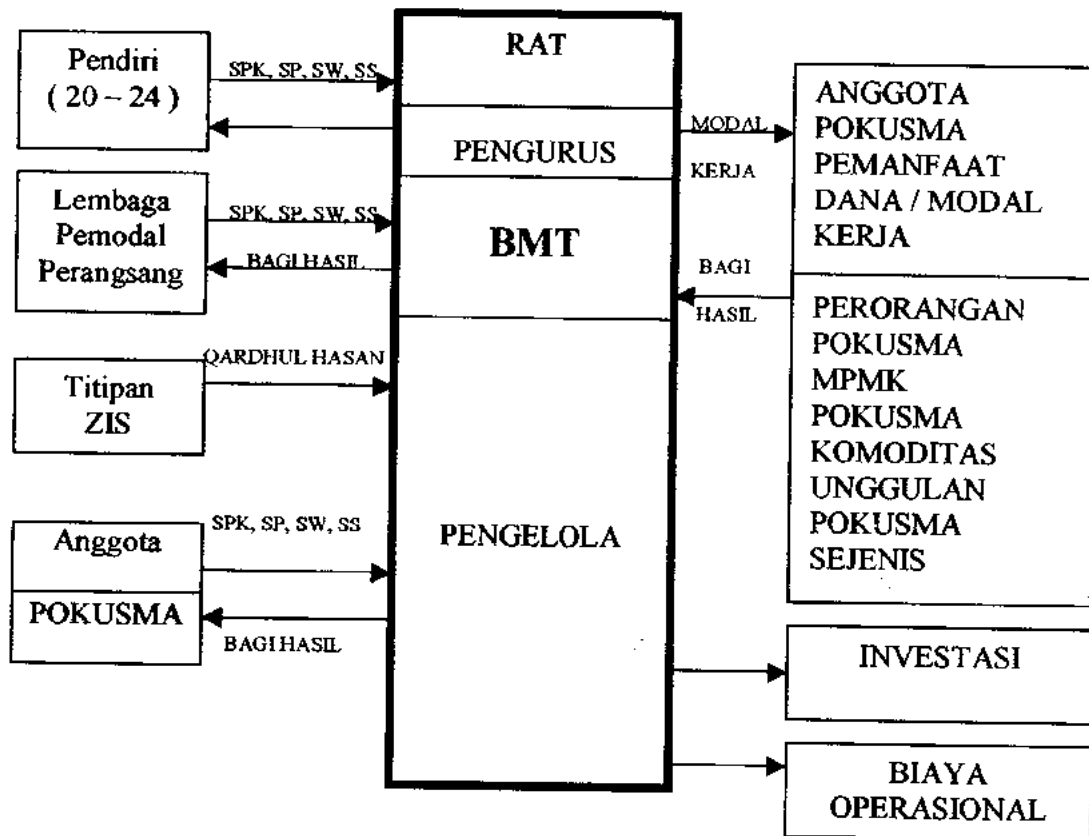 Pendiri
( 20 – 24 )
SPK, SP, SW, SS
Lembaga
Pemodal
Perangsang
SPK, SP, SW, SS
BAGI HASIL
Titipan
ZIS
QARDHUL HASAN
Anggota
POKUSMA
SPK, SP, SW, SS
BAGI HASIL
RAT
PENGURUS
BMT
PENGELOLA
MODAL
KERJA
BAGI
HASIL
ANGGOTA
POKUSMA
PEMANFAAT
DANA / MODAL
KERJA
PERORANGAN
POKUSMA
MPMK
POKUSMA
KOMODITAS
UNGGULAN
POKUSMA
SEJENIS
INVESTASI
BIAYA
OPERASIONAL